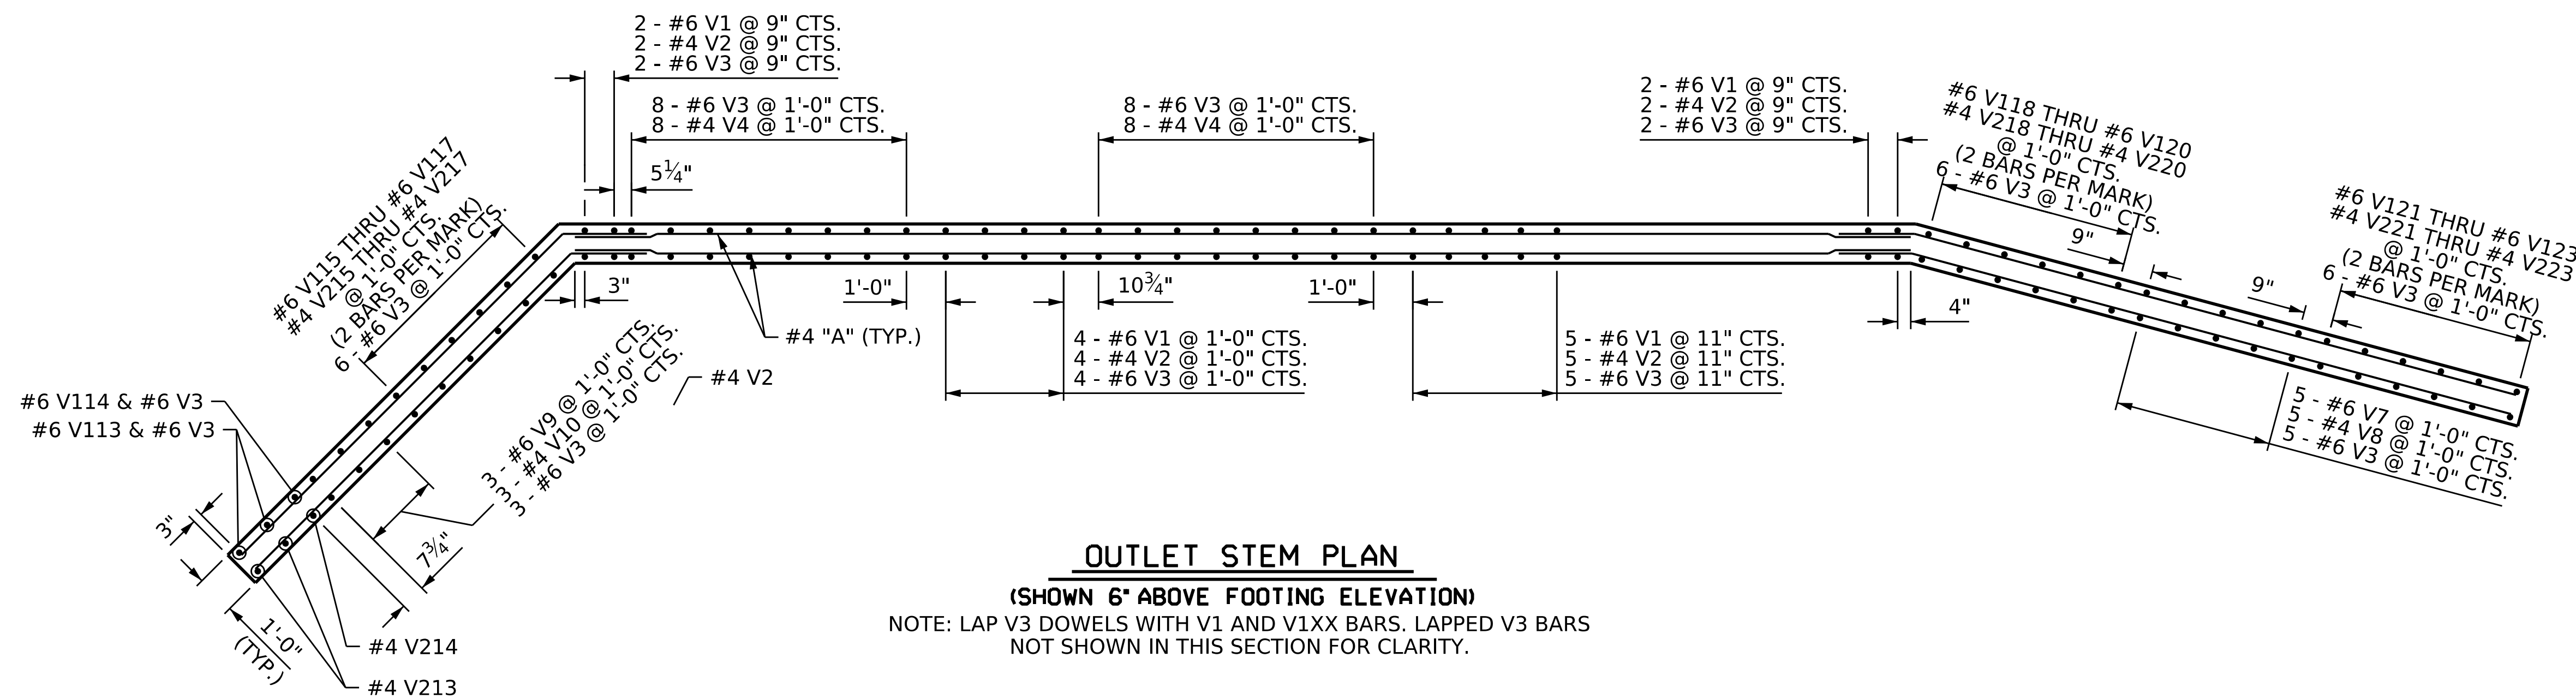 2 - #6 V1 @ 9" CTS.
2 - #4 V2 @ 9" CTS.
2 - #6 V3 @ 9" CTS.
8 - #6 V3 @ 1'-0" CTS.
8 - #4 V4 @ 1'-0" CTS.
5¼"
8 - #6 V3 @ 1'-0" CTS.
8 - #4 V4 @ 1'-0" CTS.
2 - #6 V1 @ 9" CTS.
2 - #4 V2 @ 9" CTS.
2 - #6 V3 @ 9" CTS.
#6 V118 THRU #6 V120
#4 V218 THRU #4 V220
@ 1'-0" CTS.
(2 BARS PER MARK)
6 - #6 V3 @ 1'-0" CTS.
9"
#6 V121 THRU #6 V123
#4 V221 THRU #4 V223
@ 1'-0" CTS.
(2 BARS PER MARK)
6 - #6 V3 @ 1'-0" CTS.
9"
#6 V115 THRU #6 V117
#4 V215 THRU #4 V217
@ 1'-0" CTS.
(2 BARS PER MARK)
6 - #6 V3 @ 1'-0" CTS.
3"
1'-0"
10¾"
1'-0"
4"
#4 "A" (TYP.)
4 - #6 V1 @ 1'-0" CTS.
4 - #4 V2 @ 1'-0" CTS.
4 - #6 V3 @ 1'-0" CTS.
5 - #6 V1 @ 11" CTS.
5 - #4 V2 @ 11" CTS.
5 - #6 V3 @ 11" CTS.
#4 V2
#6 V114 & #6 V3
#6 V113 & #6 V3
3 - #6 V9 @ 1'-0" CTS.
3 - #4 V10 @ 1'-0" CTS.
3 - #6 V3 @ 1'-0" CTS.
5 - #6 V7 @ 1'-0" CTS.
5 - #4 V8 @ 1'-0" CTS.
5 - #6 V3 @ 1'-0" CTS.
3"
7¾"
1'-0"
(TYP.)
#4 V214
#4 V213
OUTLET STEM PLAN
(SHOWN 6" ABOVE FOOTING ELEVATION)
NOTE: LAP V3 DOWELS WITH V1 AND V1XX BARS. LAPPED V3 BARS
NOT SHOWN IN THIS SECTION FOR CLARITY.